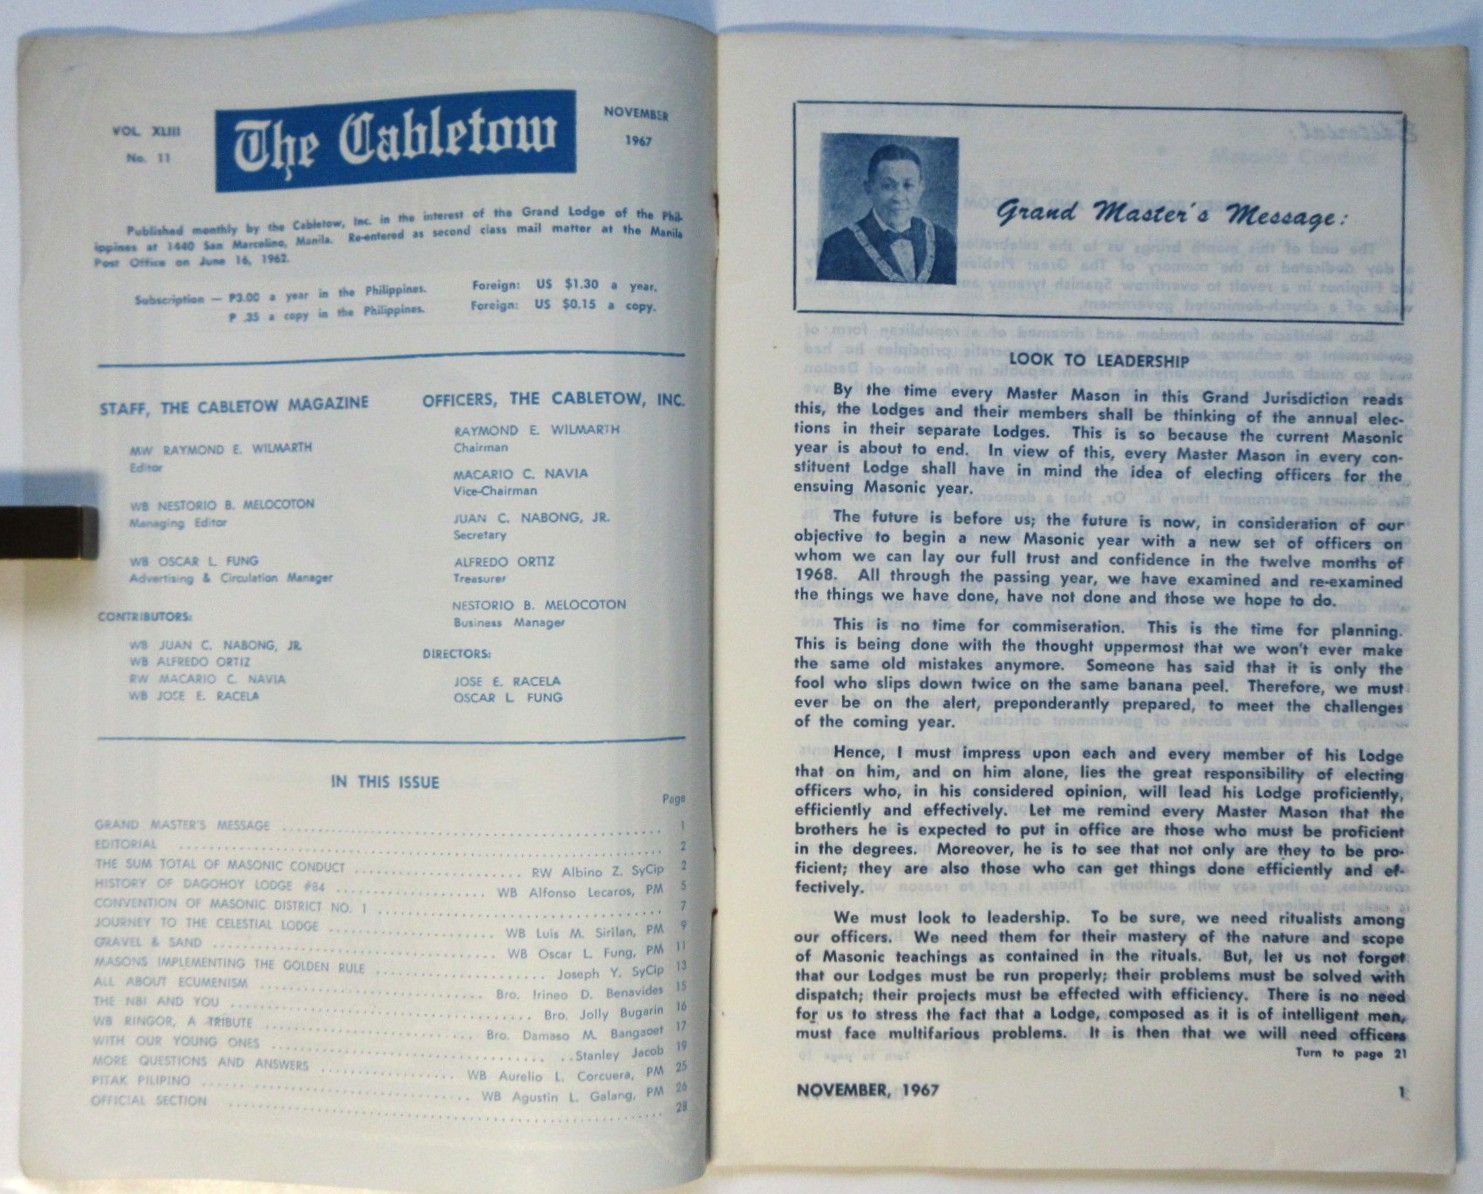 VOL. XLIII
No. 11
The Cabletow
NOVEMBER
1967
Published monthly by the Cabletow, Inc. in the interest of the Grand Lodge of the Phil-
ippines at 1440 San Marcelino, Manila. Re-entered as second class mail matter at the Manila
Post Office on June 16, 1962.
Subscription — ₱3.00 a year in the Philippines. Foreign: US $1.30 a year.
₱ .35 a copy in the Philippines. Foreign: US $0.15 a copy.
STAFF, THE CABLETOW MAGAZINE
MW RAYMOND E. WILMARTH
Editor
WB NESTORIO B. MELOCOTON
Managing Editor
WB OSCAR L. FUNG
Advertising & Circulation Manager
CONTRIBUTORS:
WB JUAN C. NABONG, JR.
WB ALFREDO ORTIZ
RW MACARIO C. NAVIA
WB JOSE E. RACELA
OFFICERS, THE CABLETOW, INC.
RAYMOND E. WILMARTH
Chairman
MACARIO C. NAVIA
Vice-Chairman
JUAN C. NABONG, JR.
Secretary
ALFREDO ORTIZ
Treasurer
NESTORIO B. MELOCOTON
Business Manager
DIRECTORS:
JOSE E. RACELA
OSCAR L. FUNG
IN THIS ISSUE
Page
GRAND MASTER'S MESSAGE 1
EDITORIAL 2
THE SUM TOTAL OF MASONIC CONDUCT RW Albino Z. SyCip 2
HISTORY OF DAGOHOY LODGE #84 WB Alfonso Lecaros, PM 5
CONVENTION OF MASONIC DISTRICT NO. 1 7
JOURNEY TO THE CELESTIAL LODGE WB Luis M. Sirilan, PM 9
GRAVEL & SAND WB Oscar L. Fung, PM 11
MASONS IMPLEMENTING THE GOLDEN RULE Joseph Y. SyCip 13
ALL ABOUT ECUMENISM Bro. Irineo D. Benavides 15
THE NBI AND YOU Bro. Jolly Bugarin 16
WB RINGOR, A TRIBUTE Bro. Damaso M. Bangaoet 17
WITH OUR YOUNG ONES Stanley Jacob 19
MORE QUESTIONS AND ANSWERS WB Aurelio L. Corcuera, PM 25
PITAK PILIPINO WB Agustin L. Galang, PM 26
OFFICIAL SECTION 28
Grand Master's Message:
LOOK TO LEADERSHIP
By the time every Master Mason in this Grand Jurisdiction reads
this, the Lodges and their members shall be thinking of the annual elec-
tions in their separate Lodges. This is so because the current Masonic
year is about to end. In view of this, every Master Mason in every con-
stituent Lodge shall have in mind the idea of electing officers for the
ensuing Masonic year.
The future is before us; the future is now, in consideration of our
objective to begin a new Masonic year with a new set of officers on
whom we can lay our full trust and confidence in the twelve months of
1968. All through the passing year, we have examined and re-examined
the things we have done, have not done and those we hope to do.
This is no time for commiseration. This is the time for planning.
This is being done with the thought uppermost that we won't ever make
the same old mistakes anymore. Someone has said that it is only the
fool who slips down twice on the same banana peel. Therefore, we must
ever be on the alert, preponderantly prepared, to meet the challenges
of the coming year.
Hence, I must impress upon each and every member of his Lodge
that on him, and on him alone, lies the great responsibility of electing
officers who, in his considered opinion, will lead his Lodge proficiently,
efficiently and effectively. Let me remind every Master Mason that the
brothers he is expected to put in office are those who must be proficient
in the degrees. Moreover, he is to see that not only are they to be pro-
ficient; they are also those who can get things done efficiently and ef-
fectively.
We must look to leadership. To be sure, we need ritualists among
our officers. We need them for their mastery of the nature and scope
of Masonic teachings as contained in the rituals. But, let us not forget
that our Lodges must be run properly; their problems must be solved with
dispatch; their projects must be effected with efficiency. There is no need
for us to stress the fact that a Lodge, composed as it is of intelligent men,
must face multifarious problems. It is then that we will need officers
Turn to page 21
NOVEMBER, 1967 1